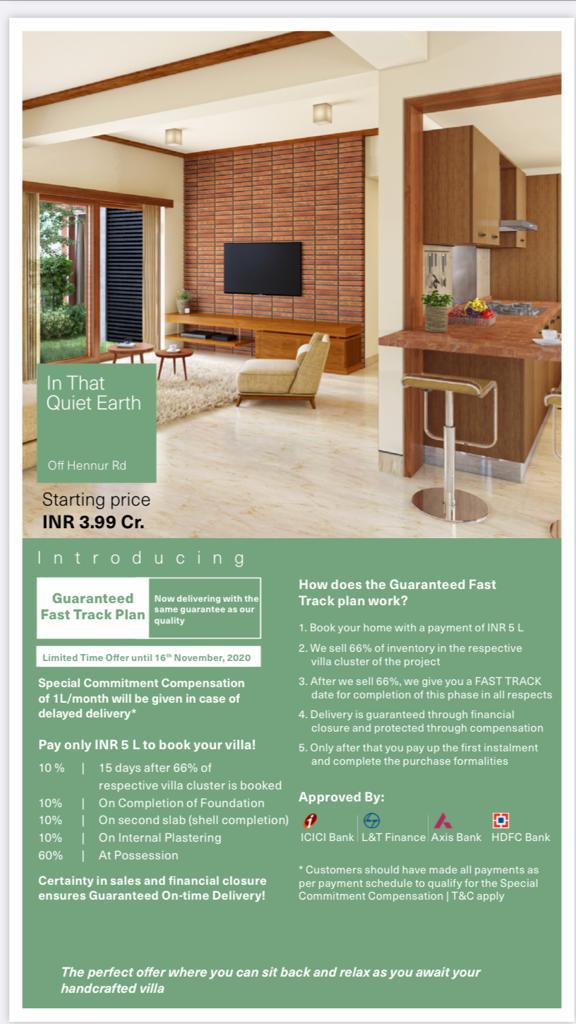 In That
Quiet Earth
Off Hennur Rd
Starting price
INR 3.99 Cr.
Introducing
Guaranteed
Fast Track Plan
Now delivering with the
same guarantee as our
quality
Limited Time Offer until 16th November, 2020
Special Commitment Compensation
of 1L/month will be given in case of
delayed delivery*
Pay only INR 5 L to book your villa!
10 % | 15 days after 66% of
respective villa cluster is booked
10% | On Completion of Foundation
10% | On second slab (shell completion)
10% | On Internal Plastering
60% | At Possession
Certainty in sales and financial closure
ensures Guaranteed On-time Delivery!
How does the Guaranteed Fast
Track plan work?
1. Book your home with a payment of INR 5 L
2. We sell 66% of inventory in the respective
villa cluster of the project
3. After we sell 66%, we give you a FAST TRACK
date for completion of this phase in all respects
4. Delivery is guaranteed through financial
closure and protected through compensation
5. Only after that you pay up the first instalment
and complete the purchase formalities
Approved By:
ICICI Bank | L&T Finance | Axis Bank | HDFC Bank
* Customers should have made all payments as
per payment schedule to qualify for the Special
Commitment Compensation | T&C apply
The perfect offer where you can sit back and relax as you await your
handcrafted villa